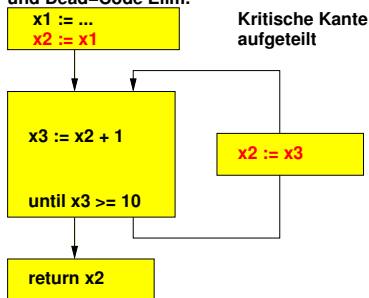 und Dead-Code Elim.
x1 := ...
x2 := x1
Kritische Kante
aufgeteilt
x3 := x2 + 1
x2 := x3
until x3 >= 10
return x2